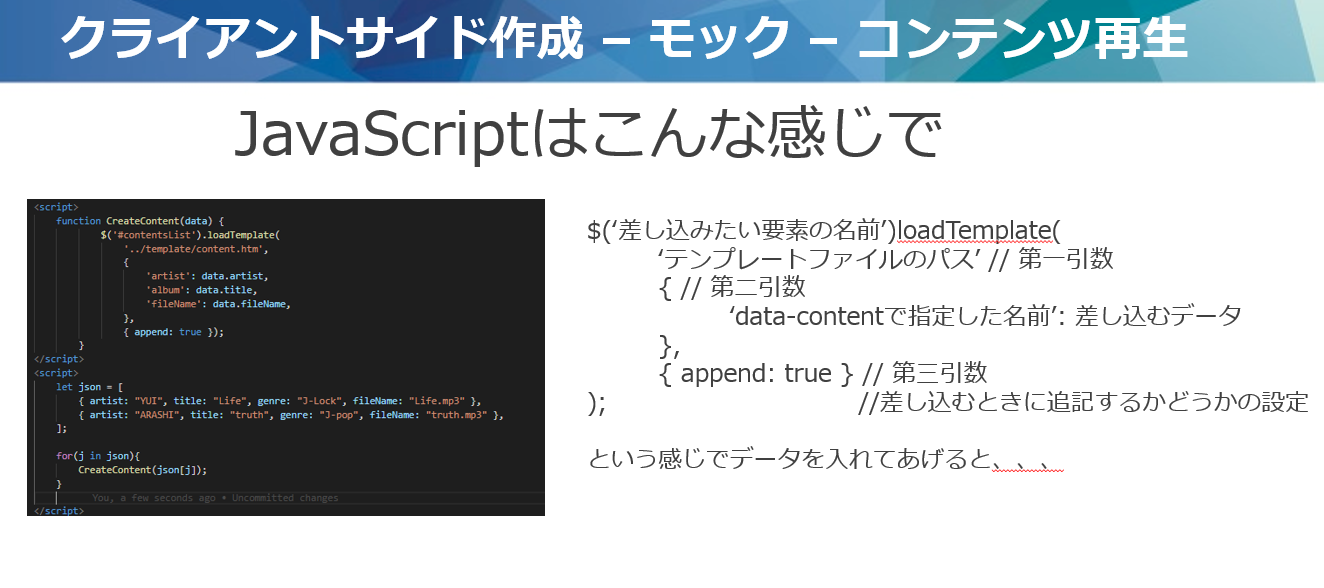 クライアントサイド作成 – モック – コンテンツ再生
JavaScriptはこんな感じで
<script>
function CreateContent(data) {
$('#contentsList').loadTemplate(
'../template/content.htm',
{
'artist': data.artist,
'album': data.title,
'fileName': data.fileName,
},
{ append: true });
}
</script>
<script>
let json = [
{ artist: "YUI", title: "Life", genre: "J-Lock", fileName: "Life.mp3" },
{ artist: "ARASHI", title: "truth", genre: "J-pop", fileName: "truth.mp3" },
];
for(j in json){
CreateContent(json[j]);
}
You, a few seconds ago • Uncommitted changes
</script>
$(‘差し込みたい要素の名前’)loadTemplate(
‘テンプレートファイルのパス’ // 第一引数
{ // 第二引数
‘data-contentで指定した名前’: 差し込むデータ
},
{ append: true } // 第三引数
); //差し込むときに追記するかどうかの設定
という感じでデータを入れてあげると、、、